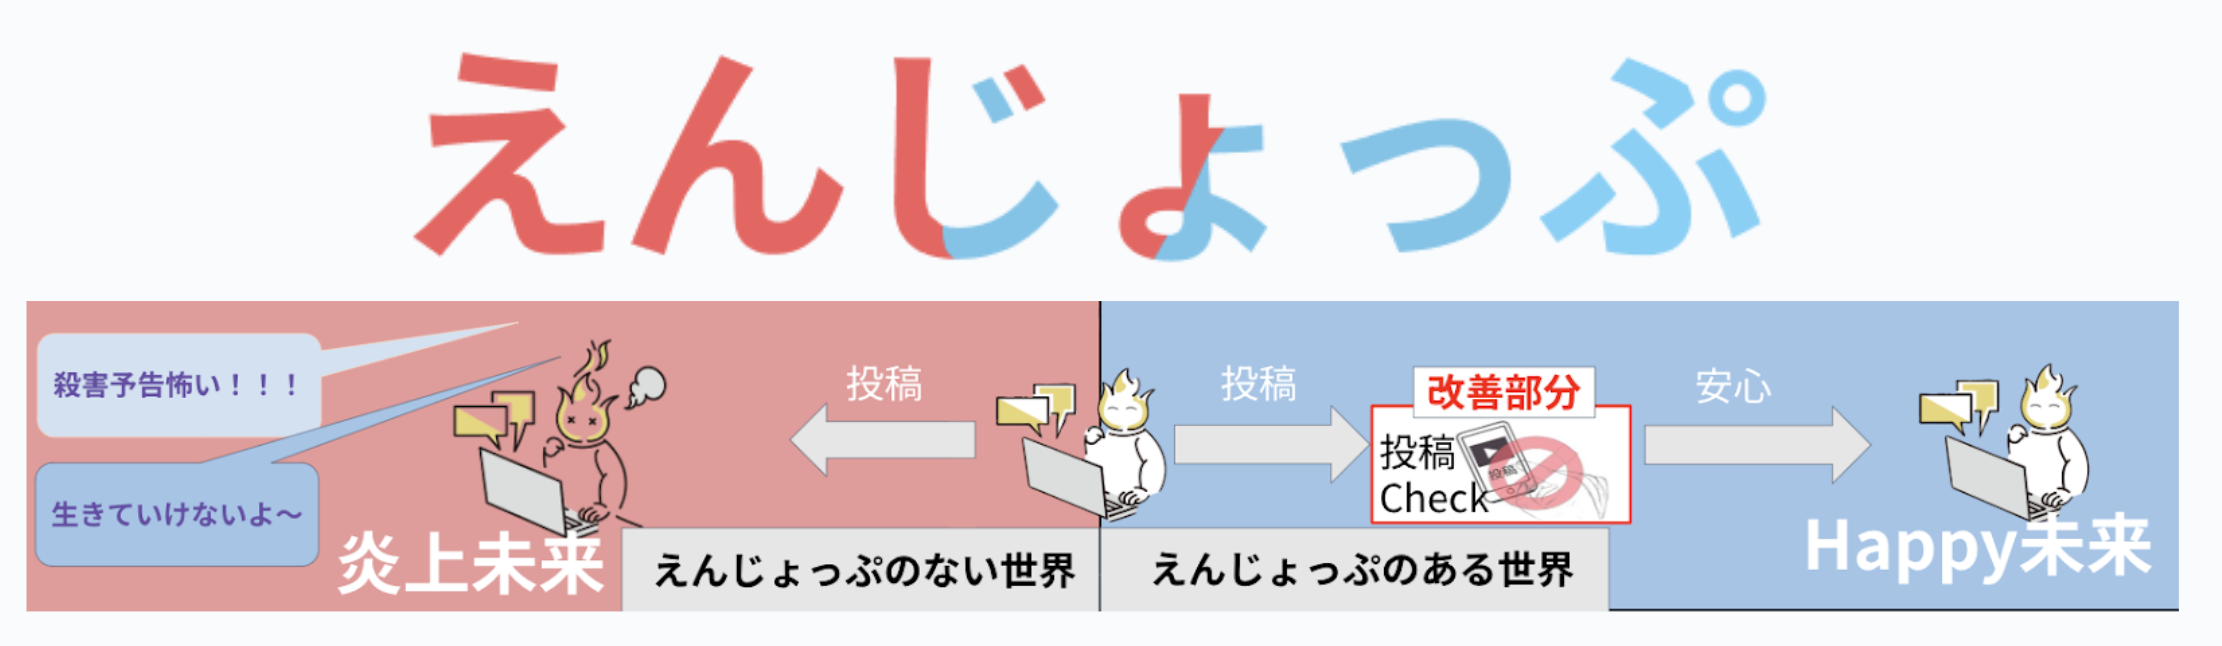 えんじょっぷ
殺害予告怖い！！！
生きていけないよ～
炎上未来
投稿
えんじょっぷのない世界
投稿
改善部分
投稿
Check
投稿
安心
えんじょっぷのある世界
Happy未来